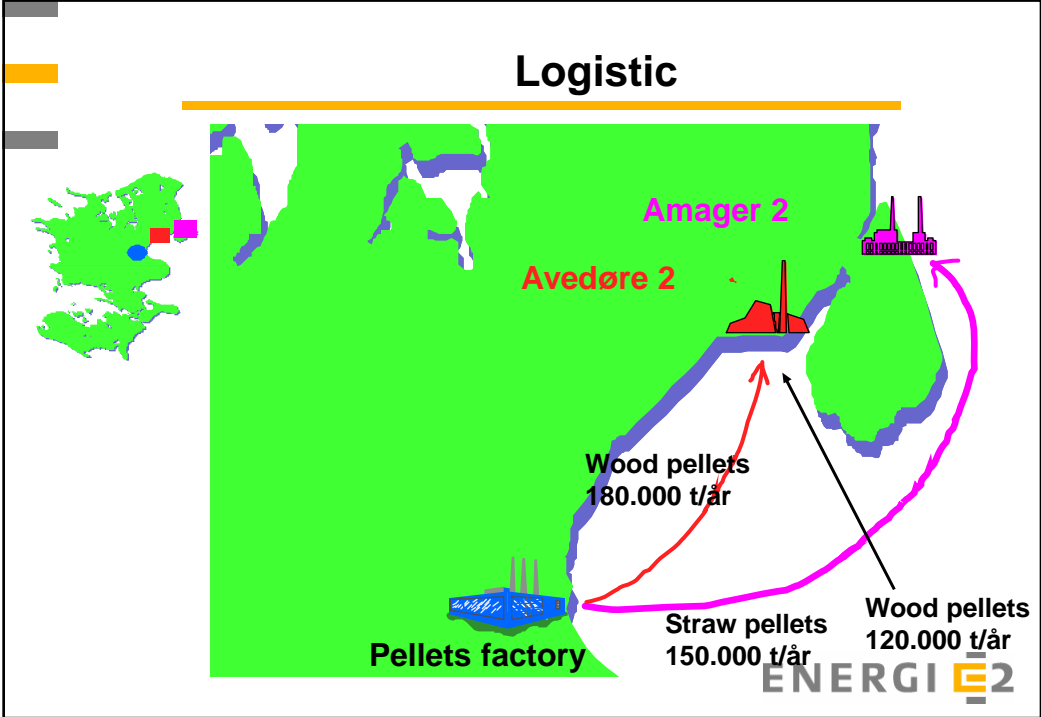 Logistic
Amager 2
Avedøre 2
Wood pellets
180.000 t/år
Pellets factory
Straw pellets
150.000 t/år
Wood pellets
120.000 t/år
ENERGI E2